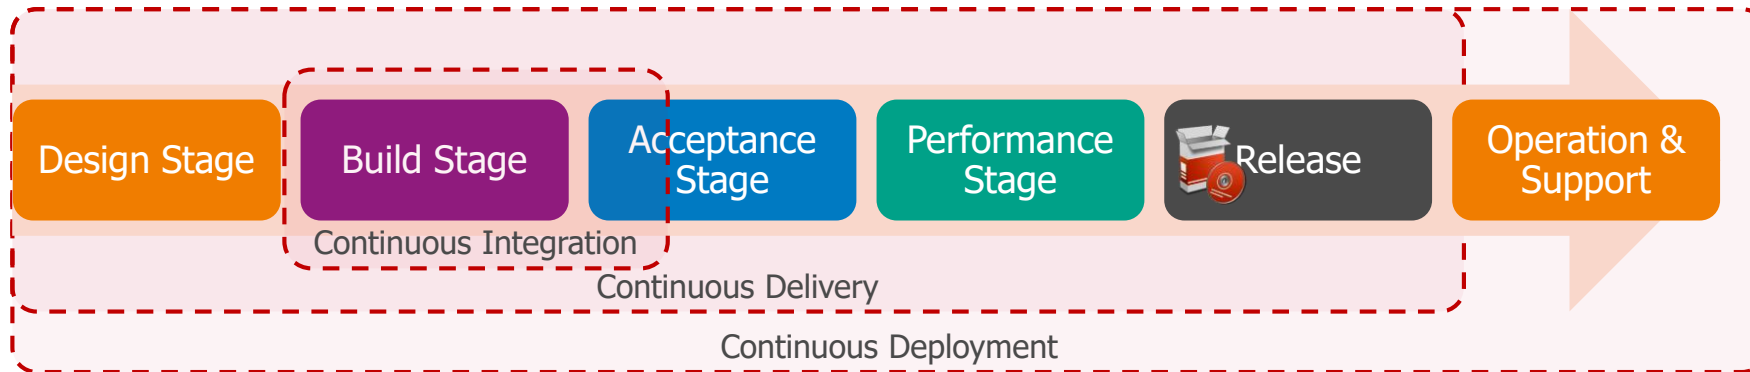 Design Stage
Build Stage
Acceptance
Stage
Performance
Stage
Release
Operation &
Support
Continuous Integration
Continuous Delivery
Continuous Deployment